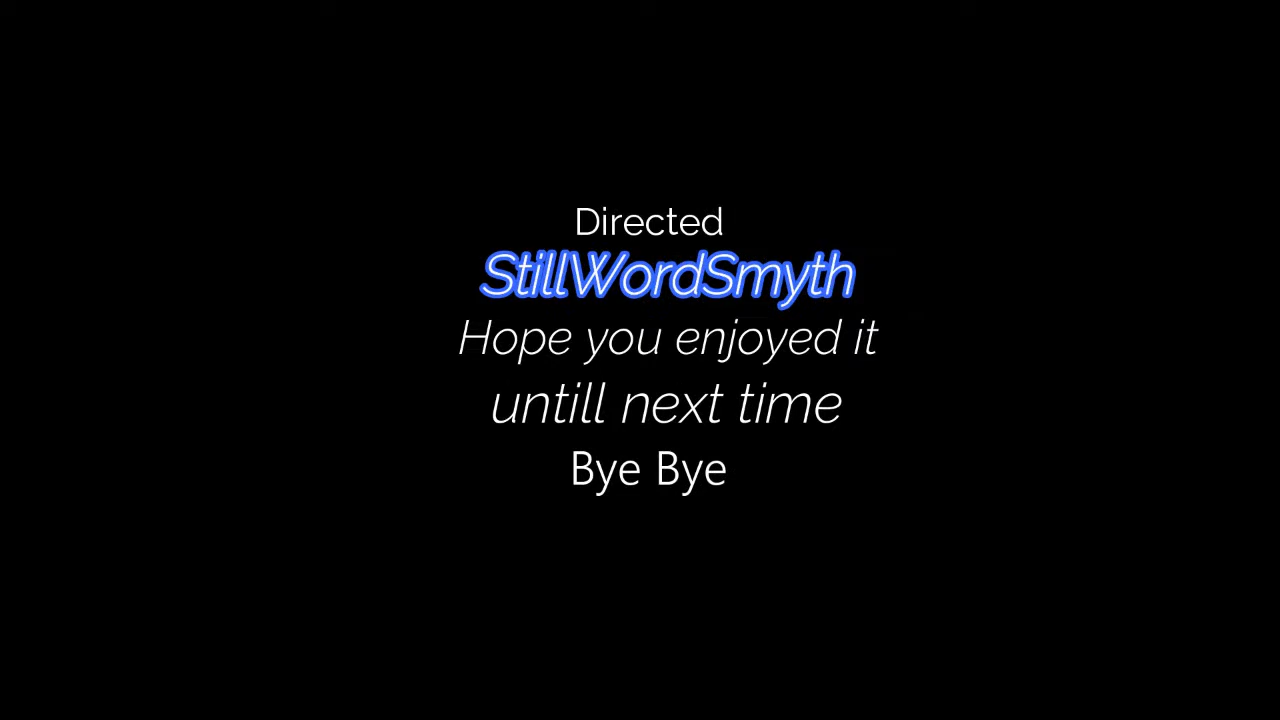 Directed
StillWordSmyth
Hope you enjoyed it
untill next time
Bye Bye